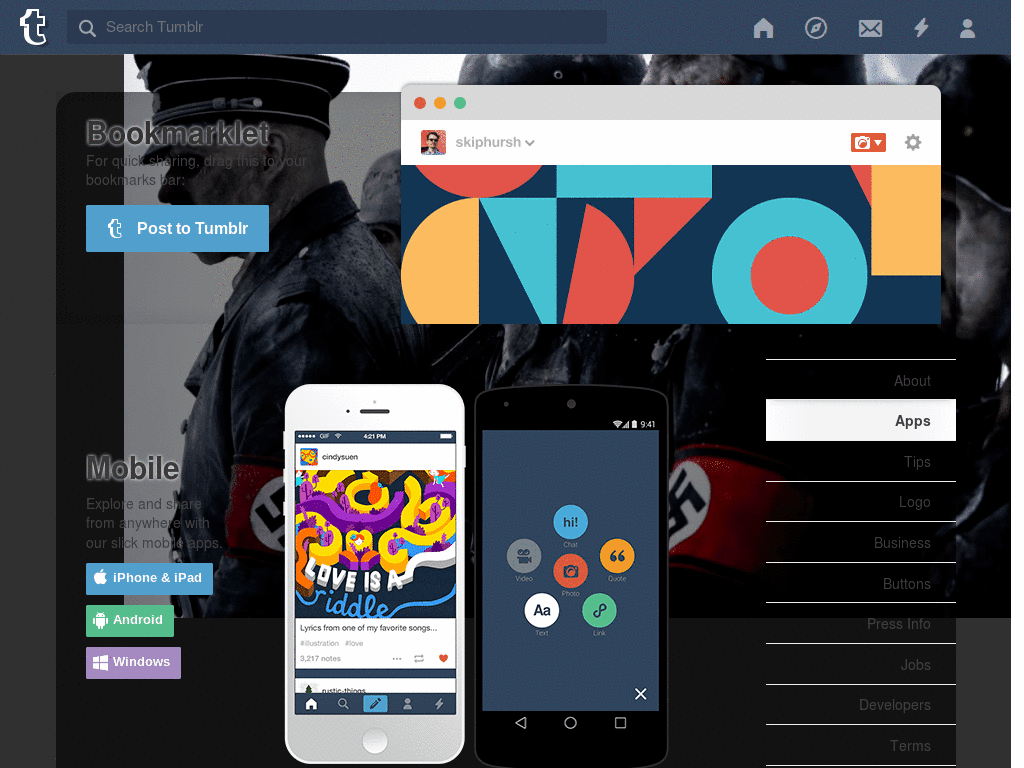 Search Tumblr
Bookmarklet
For quick sharing, drag this to your
bookmarks bar:
Post to Tumblr
skiphursh
About
Apps
Tips
Logo
Business
Buttons
Press Info
Jobs
Developers
Terms
Mobile
Explore and share
from anywhere with
our slick mobile apps.
iPhone & iPad
Android
Windows
GIF
4:21 PM
cindysuen
LOVE IS A
riddle
Lyrics from one of my favorite songs...
#illustration #love
3,217 notes
rustic-things
9:41
hi!
Chat
Video
Quote
Photo
Aa
Text
Link